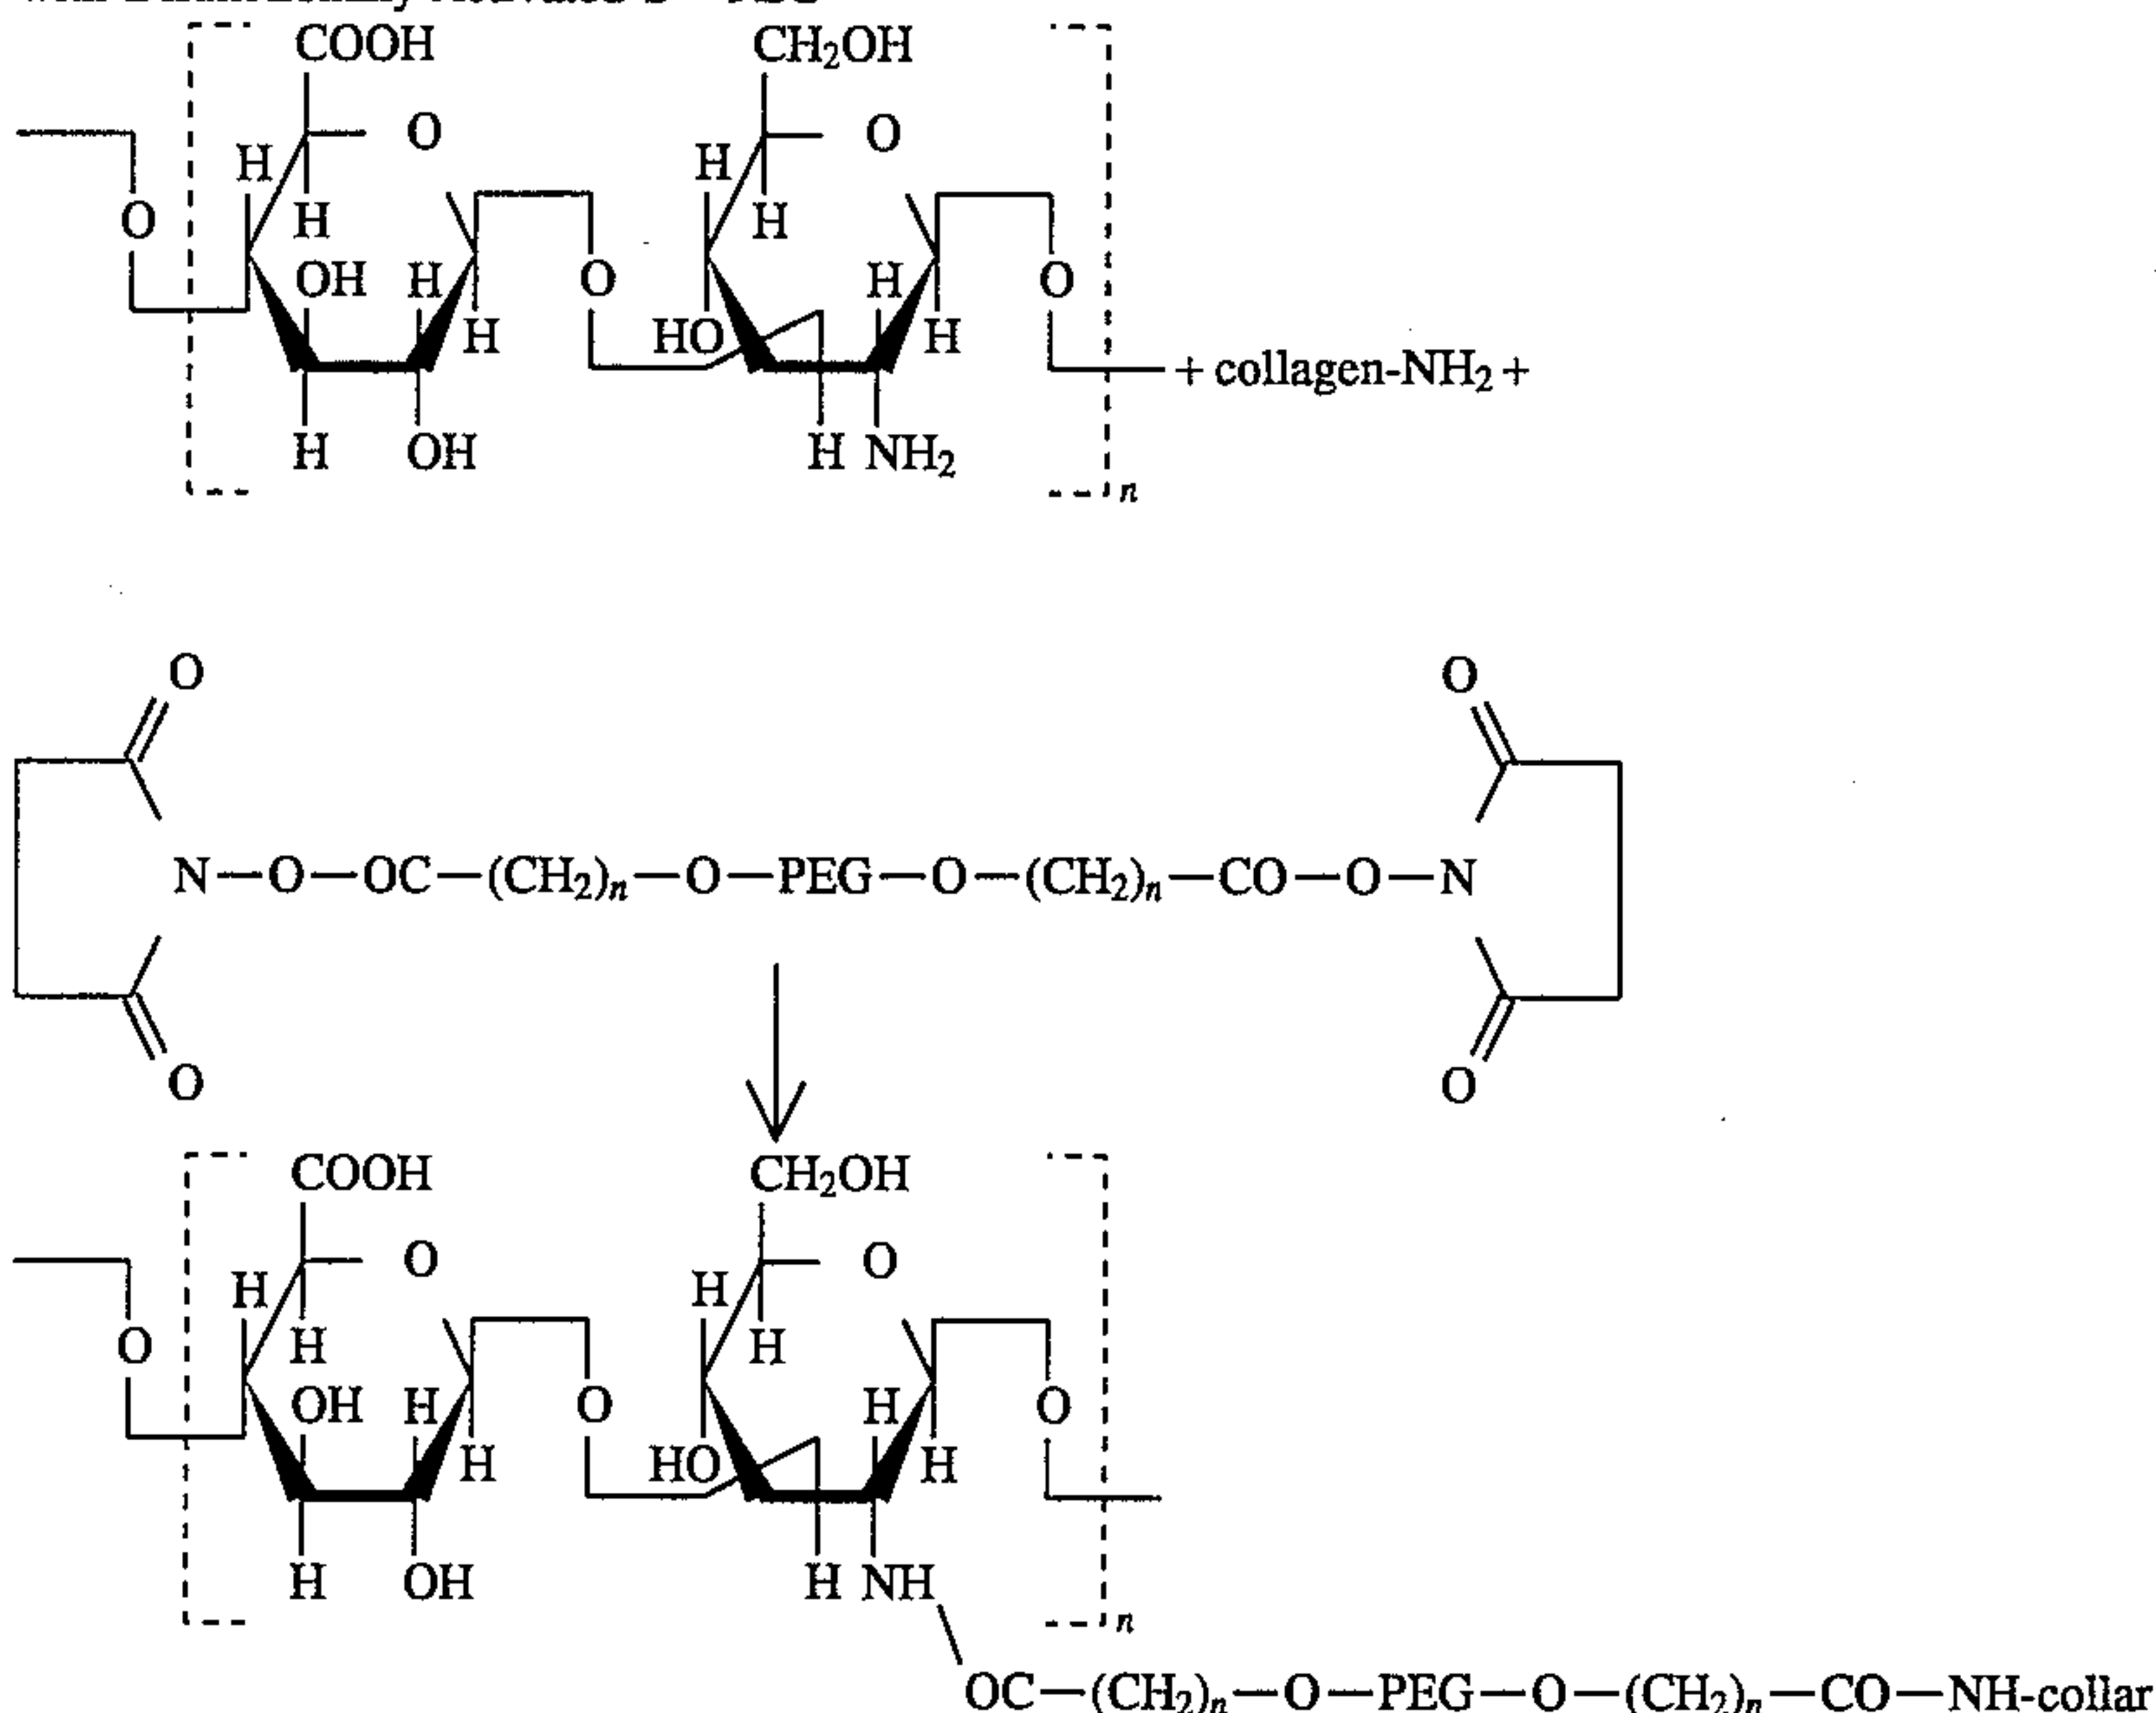 COOH CH₂OH
O O
H H
O H H
OH H O H O
H HO H
+ collagen-NH₂ +
H OH H NH₂
n
O O
N—O—OC—(CH₂)n—O—PEG—O—(CH₂)n—CO—O—N
O O
COOH CH₂OH
O O
H H
O H H
OH H O H O
H HO H
H OH H NH
n
OC—(CH₂)n—O—PEG—O—(CH₂)n—CO—NH-collar